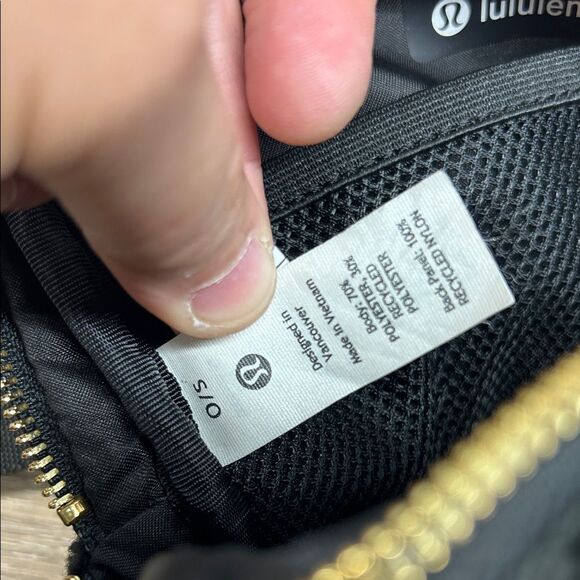 lululem
O/S
Designed in
Vancouver
Made in Vietnam
Body: 70%
POLYESTER 30%
RECYCLED
POLYESTER
Back Panel: 100%
RECYCLED NYLON